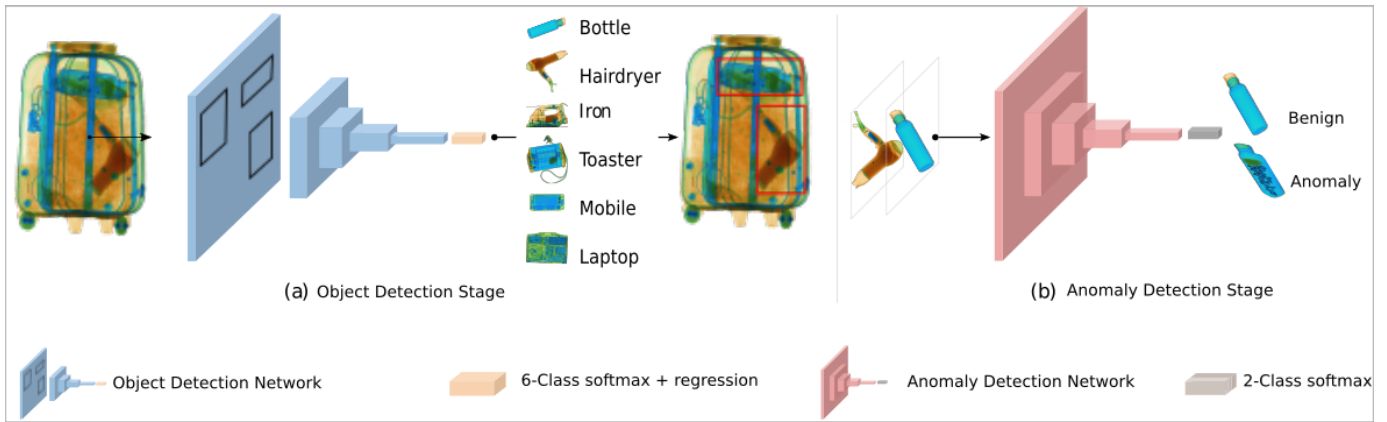 Bottle
Hairdryer
Iron
Toaster
Mobile
Laptop
(a) Object Detection Stage
Benign
Anomaly
(b) Anomaly Detection Stage
Object Detection Network
6-Class softmax + regression
Anomaly Detection Network
2-Class softmax